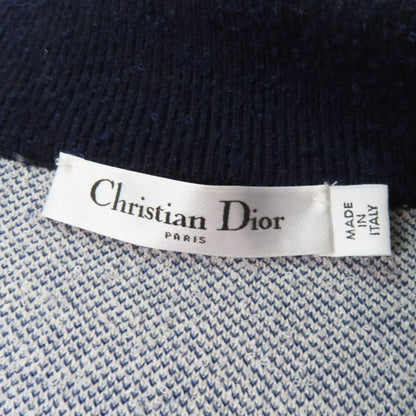 Christian Dior
PARIS
MADE
IN
ITALY